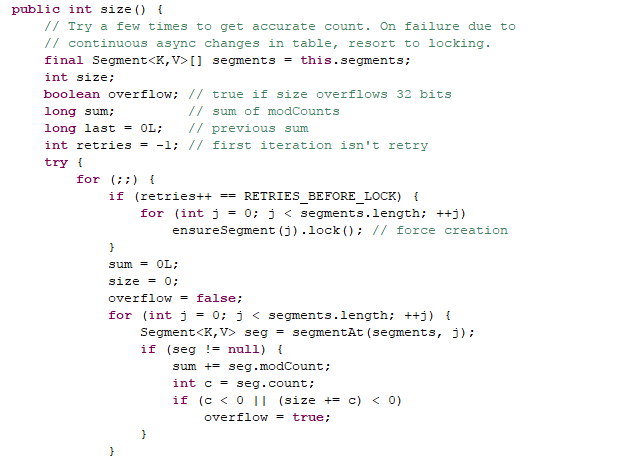 public int size() {
    // Try a few times to get accurate count. On failure due to
    // continuous async changes in table, resort to locking.
    final Segment<K,V>[] segments = this.segments;
    int size;
    boolean overflow; // true if size overflows 32 bits
    long sum;         // sum of modCounts
    long last = 0L;   // previous sum
    int retries = -1; // first iteration isn't retry
    try {
        for (;;) {
            if (retries++ == RETRIES_BEFORE_LOCK) {
                for (int j = 0; j < segments.length; ++j)
                    ensureSegment(j).lock(); // force creation
            }
            sum = 0L;
            size = 0;
            overflow = false;
            for (int j = 0; j < segments.length; ++j) {
                Segment<K,V> seg = segmentAt(segments, j);
                if (seg != null) {
                    sum += seg.modCount;
                    int c = seg.count;
                    if (c < 0 || (size += c) < 0)
                        overflow = true;
                }
            }